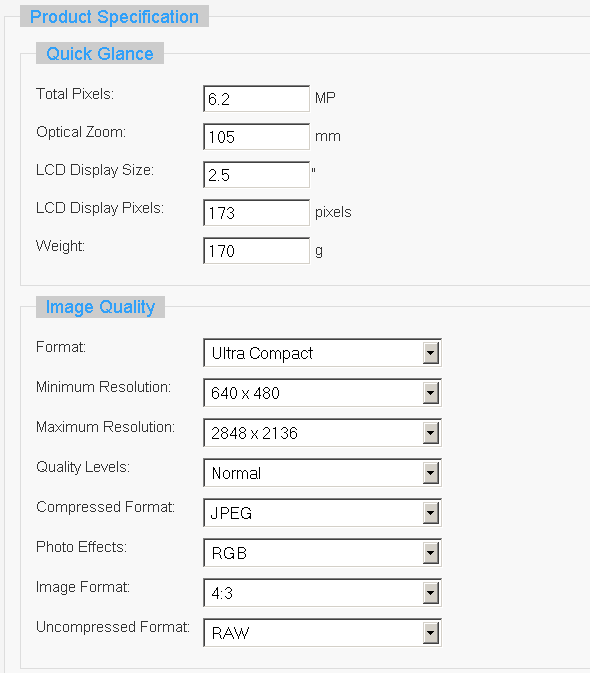 Product Specification
Quick Glance
Total Pixels: 6.2 MP
Optical Zoom: 105 mm
LCD Display Size: 2.5 "
LCD Display Pixels: 173 pixels
Weight: 170 g
Image Quality
Format: Ultra Compact
Minimum Resolution: 640 x 480
Maximum Resolution: 2848 x 2136
Quality Levels: Normal
Compressed Format: JPEG
Photo Effects: RGB
Image Format: 4:3
Uncompressed Format: RAW